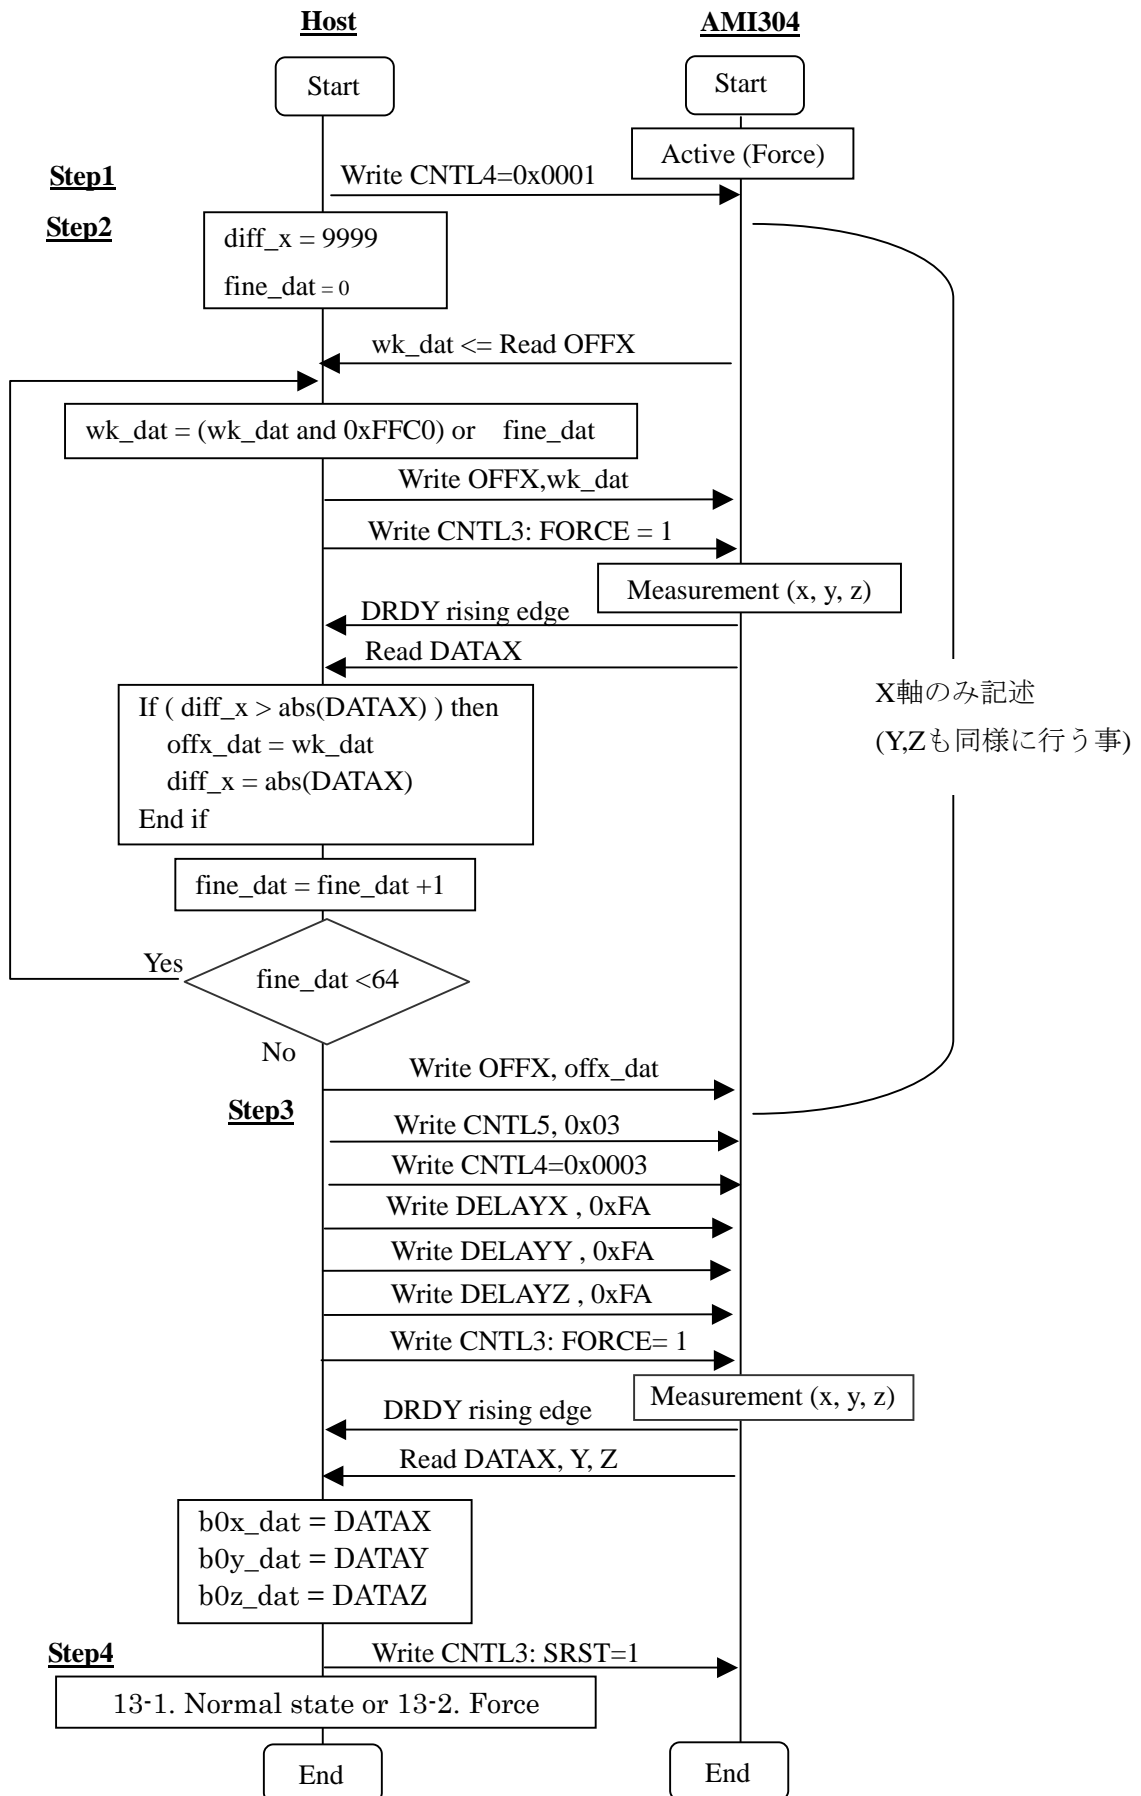 Host
AMI304
Start
Start
Active (Force)
Step1
Write CNTL4=0x0001
Step2
diff_x = 9999
fine_dat = 0
wk_dat <= Read OFFX
wk_dat = (wk_dat and 0xFFC0) or fine_dat
Write OFFX,wk_dat
Write CNTL3: FORCE = 1
Measurement (x, y, z)
DRDY rising edge
Read DATAX
If ( diff_x > abs(DATAX) ) then
offx_dat = wk_dat
diff_x = abs(DATAX)
End if
X軸のみ記述
(Y,Zも同様に行う事)
fine_dat = fine_dat +1
Yes
fine_dat <64
No
Write OFFX, offx_dat
Step3
Write CNTL5, 0x03
Write CNTL4=0x0003
Write DELAYX , 0xFA
Write DELAYY , 0xFA
Write DELAYZ , 0xFA
Write CNTL3: FORCE= 1
Measurement (x, y, z)
DRDY rising edge
Read DATAX, Y, Z
b0x_dat = DATAX
b0y_dat = DATAY
b0z_dat = DATAZ
Step4
Write CNTL3: SRST=1
13-1. Normal state or 13-2. Force
End
End